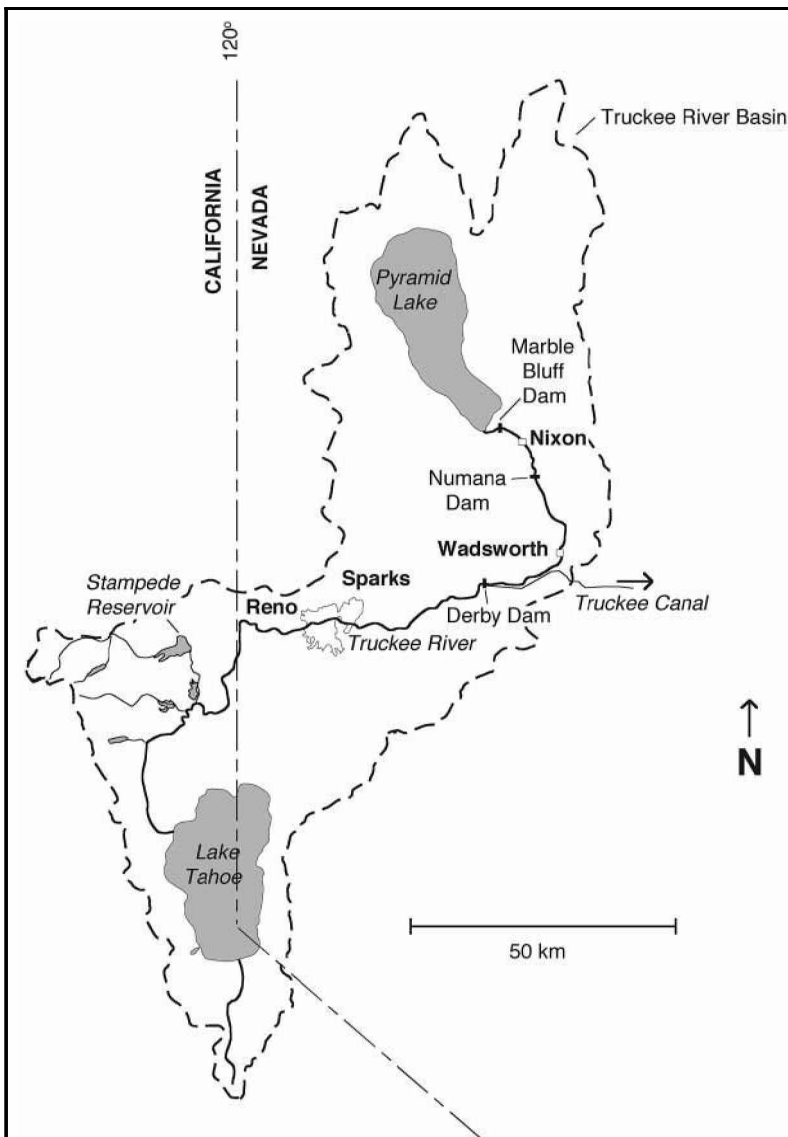 120º
Truckee River Basin
CALIFORNIA
NEVADA
Pyramid
Lake
Marble
Bluff
Dam
Nixon
Numana
Dam
Wadsworth
Stampede
Reservoir
Sparks
Reno
Derby Dam
Truckee Canal
Truckee River
N
Lake
Tahoe
50 km